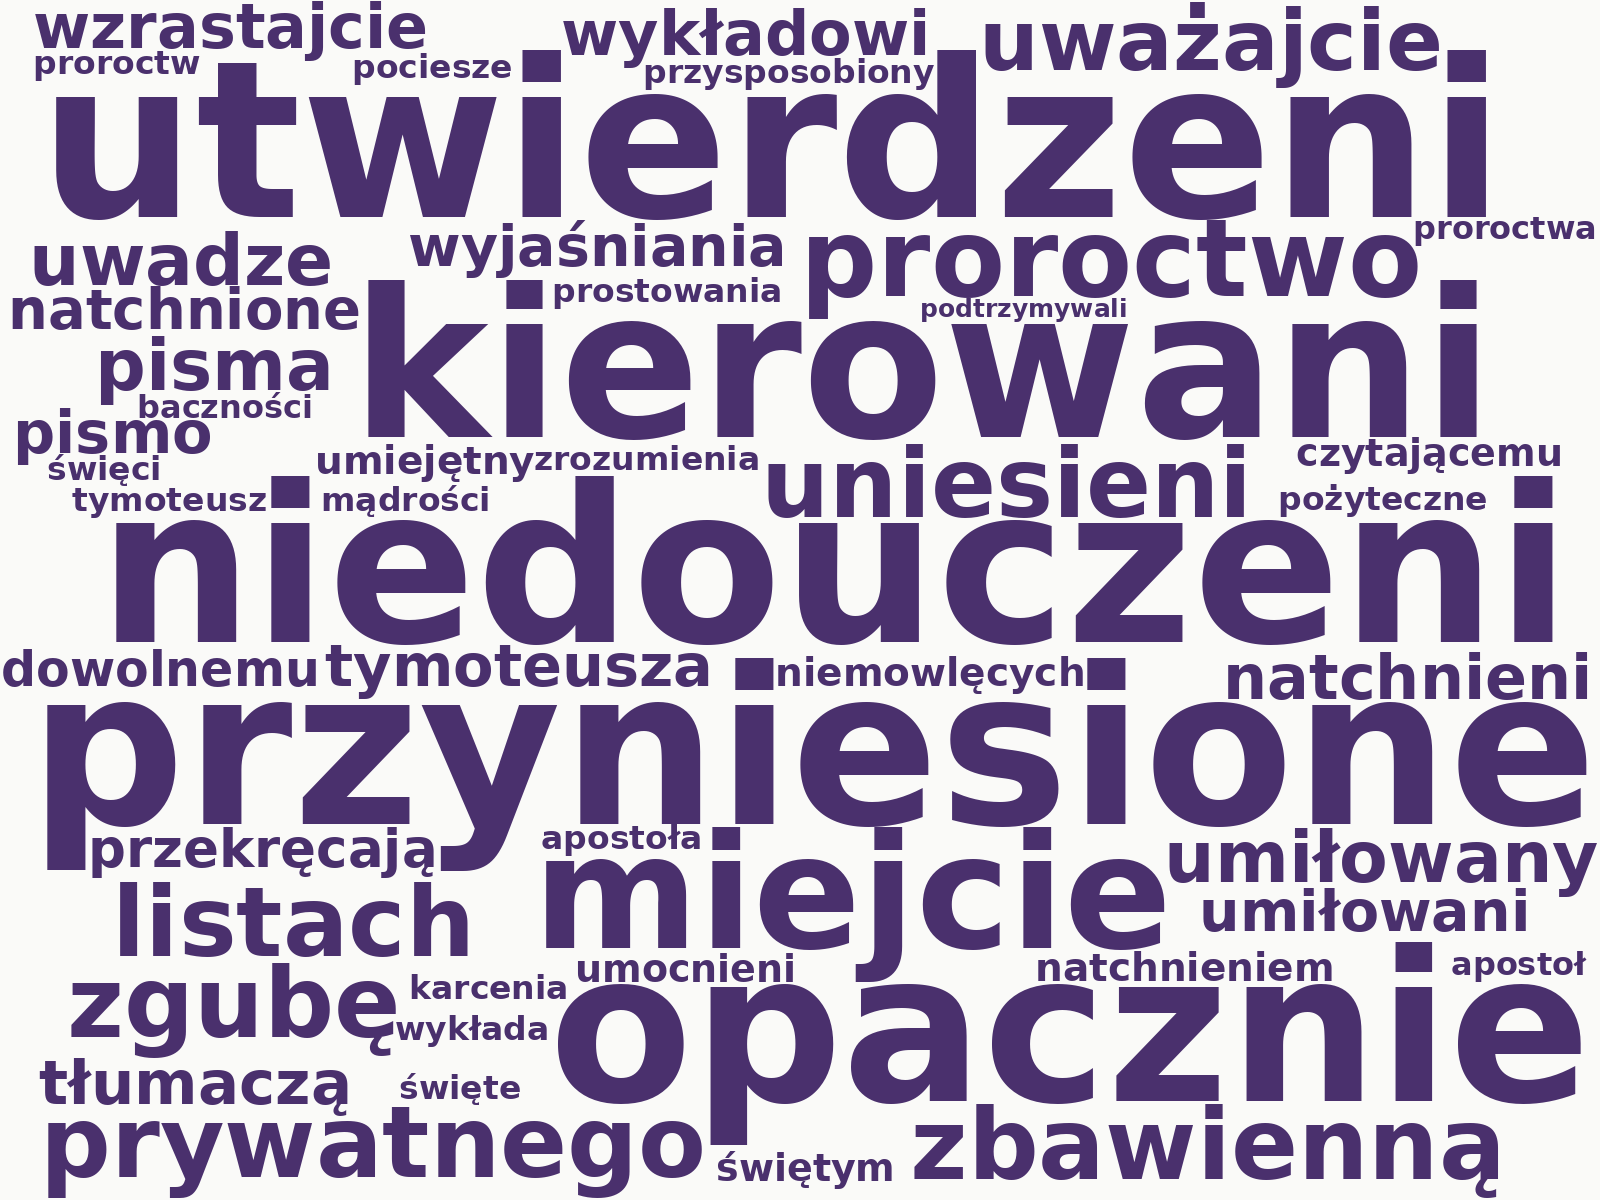 wzrastajcie wykładowi uważajcie
proroctw pociesze przysposobiony
utwierdzeni
uwadze wyjaśniania proroctwo proroctwa
natchnione prostowania podtrzymywali
pisma kierowani
baczności
pismo
święci umiejętny zrozumienia uniesieni czytającemu
tymoteusz mądrości pożyteczne
niedouczeni
dowolnemu tymoteusza niemowlęcych natchnieni
przyniesione
przekręcają apostoła miejcie umiłowany
listach umiłowani
zgubę karcenia umocnieni natchnieniem apostoł
wykłada opacznie
tłumaczą święte
prywatnego świętym zbawienną